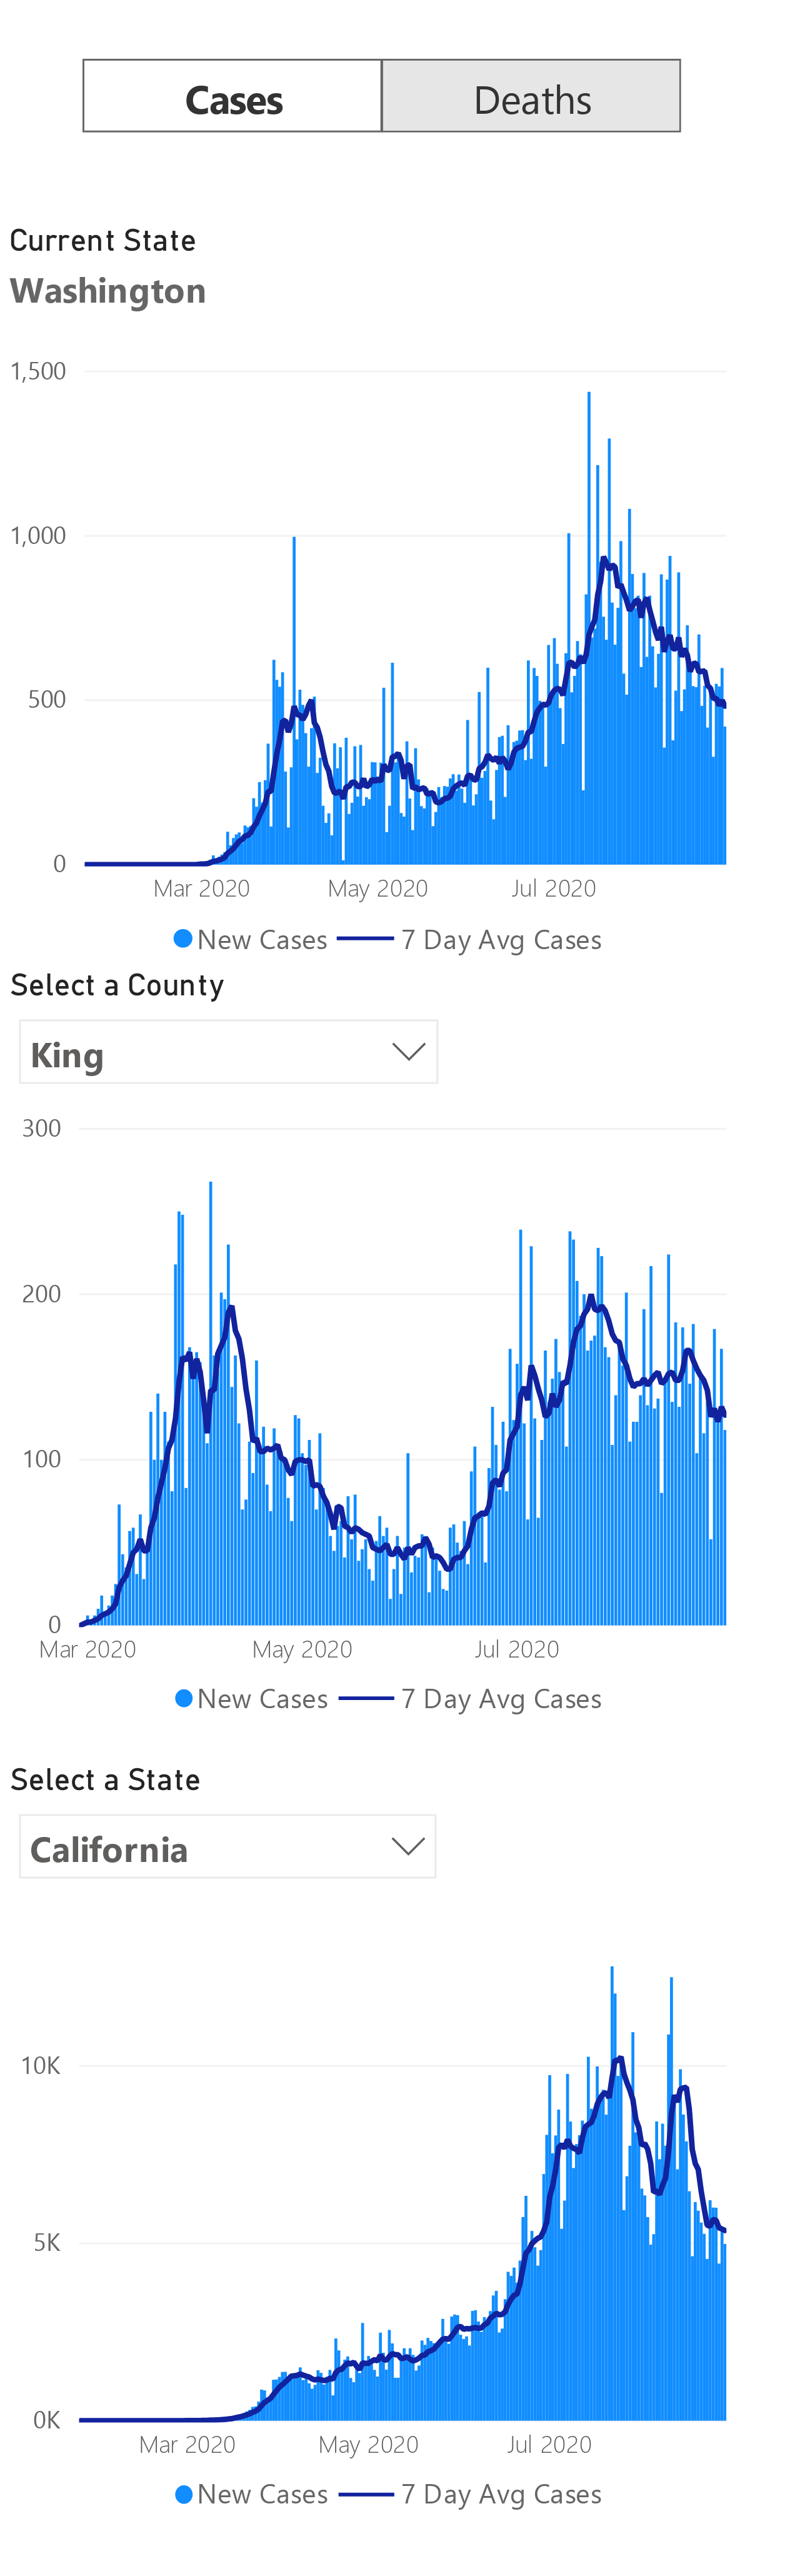 Cases Deaths
Current State
Washington
1,500
1,000
500
0
Mar 2020 May 2020 Jul 2020
New Cases 7 Day Avg Cases
Select a County
King
300
200
100
0
Mar 2020 May 2020 Jul 2020
New Cases 7 Day Avg Cases
Select a State
California
10K
5K
0K
Mar 2020 May 2020 Jul 2020
New Cases 7 Day Avg Cases